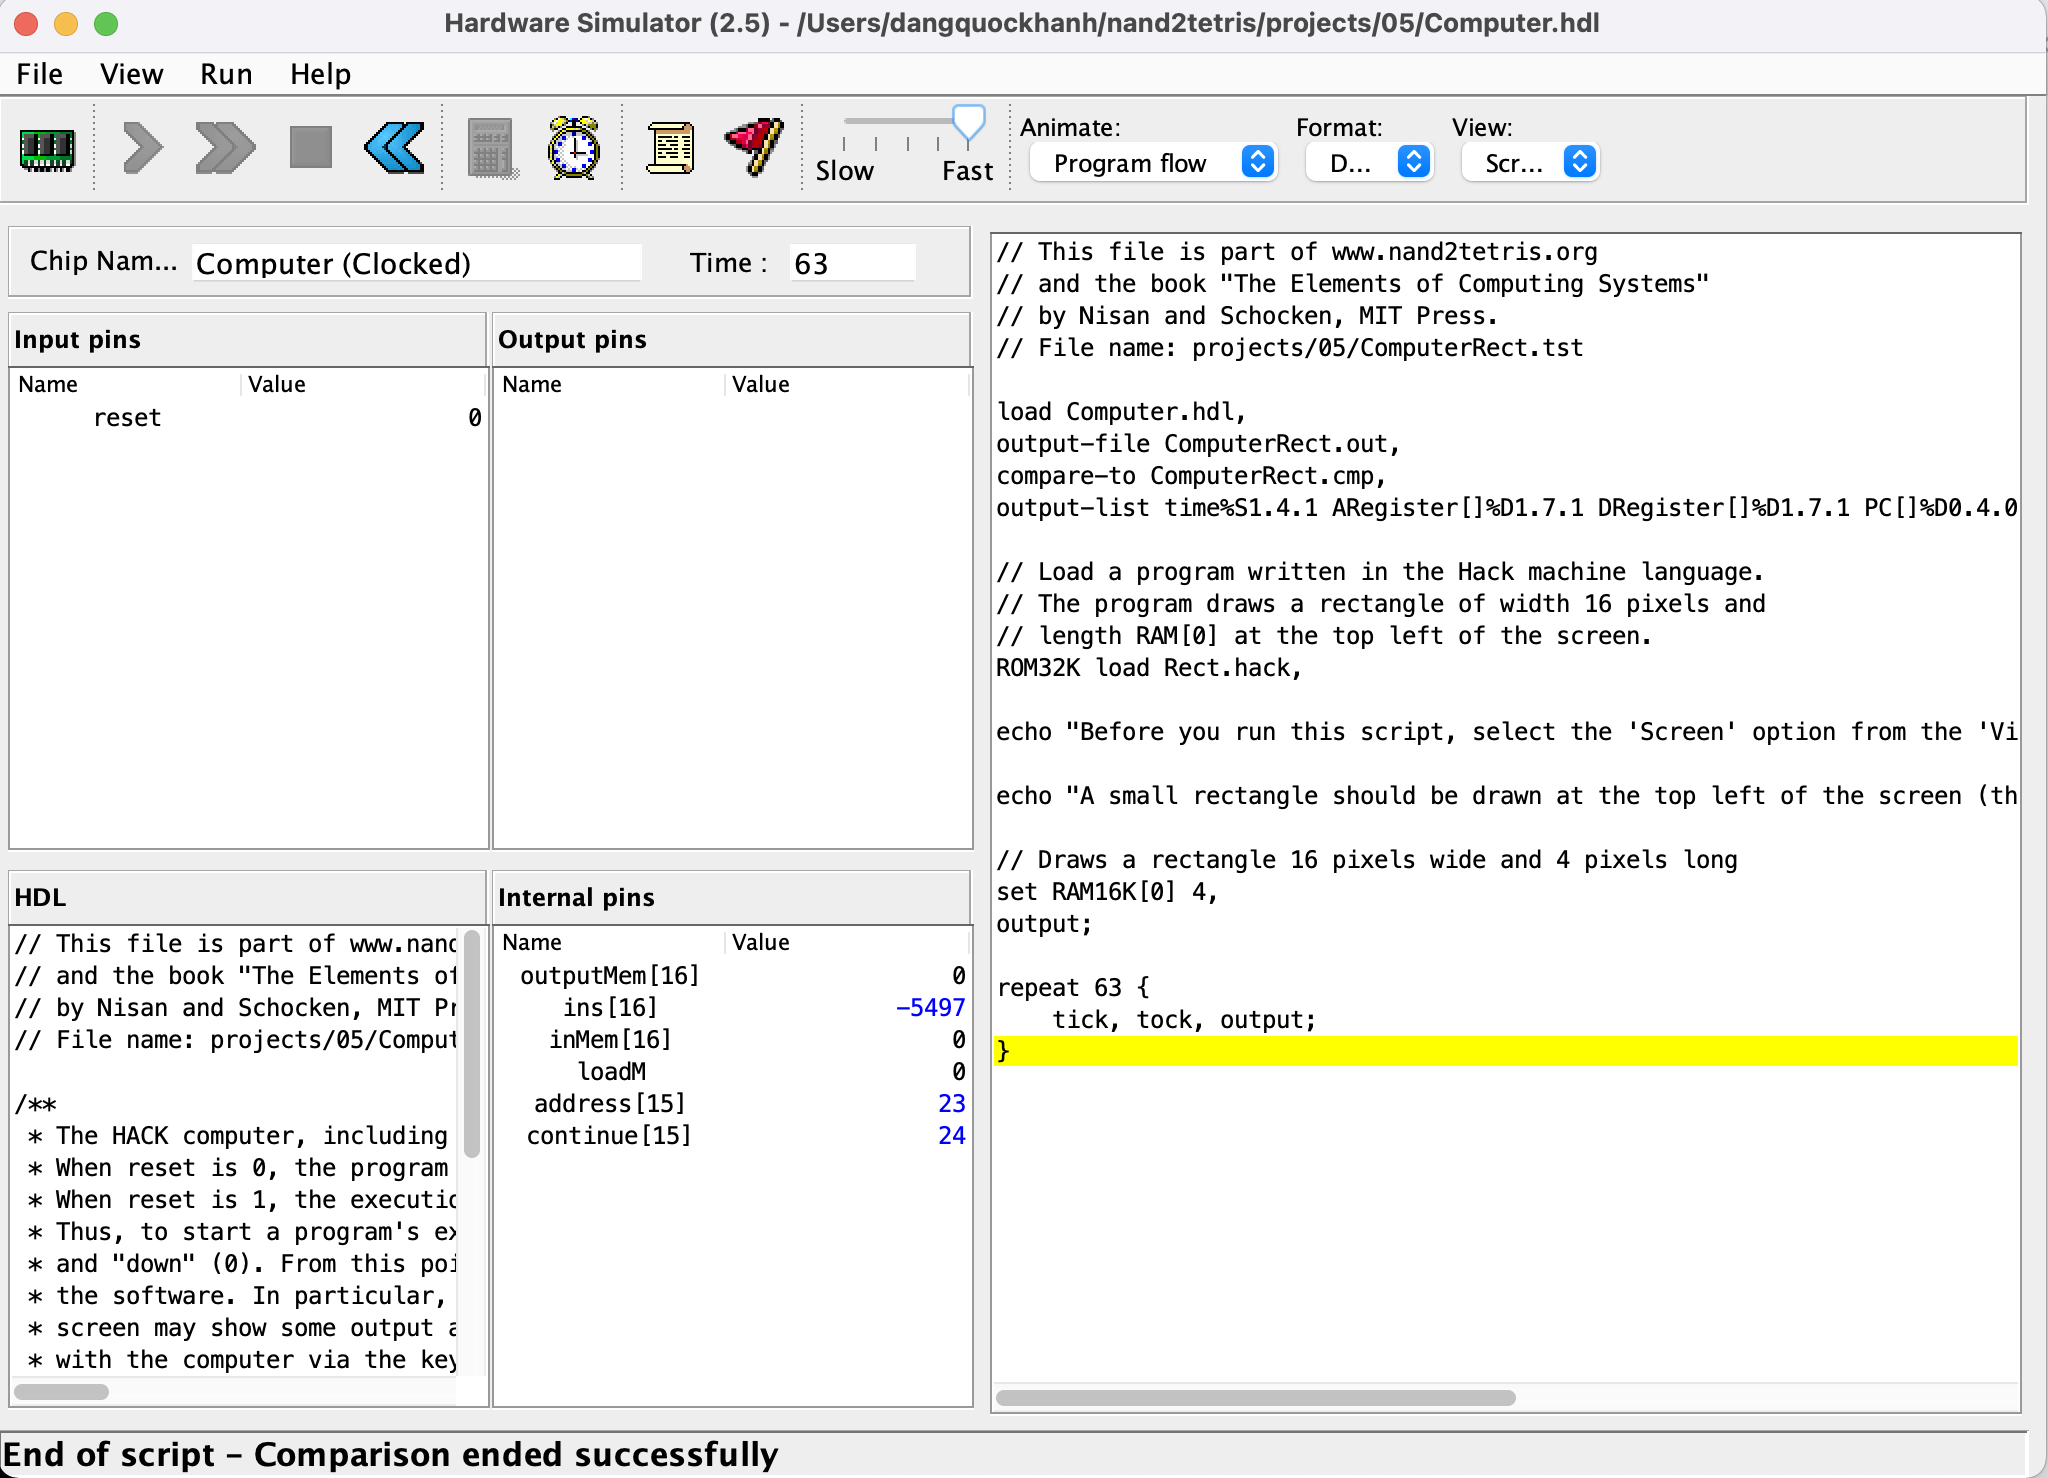 Hardware Simulator (2.5) - /Users/dangquockhanh/nand2tetris/projects/05/Computer.hdl
File View Run Help
Slow Fast
Animate: Format: View:
Program flow D... Scr...
Chip Nam... Computer (Clocked) Time : 63
Input pins
Name Value
reset 0
Output pins
Name Value
HDL
// This file is part of www.nand
// and the book "The Elements of
// by Nisan and Schocken, MIT Pr
// File name: projects/05/Comput
/**
* The HACK computer, including
* When reset is 0, the program
* When reset is 1, the executio
* Thus, to start a program's ex
* and "down" (0). From this poi
* the software. In particular,
* screen may show some output a
* with the computer via the key
Internal pins
Name Value
outputMem[16] 0
ins[16] -5497
inMem[16] 0
loadM 0
address[15] 23
continue[15] 24
// This file is part of www.nand2tetris.org
// and the book "The Elements of Computing Systems"
// by Nisan and Schocken, MIT Press.
// File name: projects/05/ComputerRect.tst
load Computer.hdl,
output-file ComputerRect.out,
compare-to ComputerRect.cmp,
output-list time%S1.4.1 ARegister[]%D1.7.1 DRegister[]%D1.7.1 PC[]%D0.4.0
// Load a program written in the Hack machine language.
// The program draws a rectangle of width 16 pixels and
// length RAM[0] at the top left of the screen.
ROM32K load Rect.hack,
echo "Before you run this script, select the 'Screen' option from the 'Vi
echo "A small rectangle should be drawn at the top left of the screen (th
// Draws a rectangle 16 pixels wide and 4 pixels long
set RAM16K[0] 4,
output;
repeat 63 {
tick, tock, output;
}
End of script - Comparison ended successfully